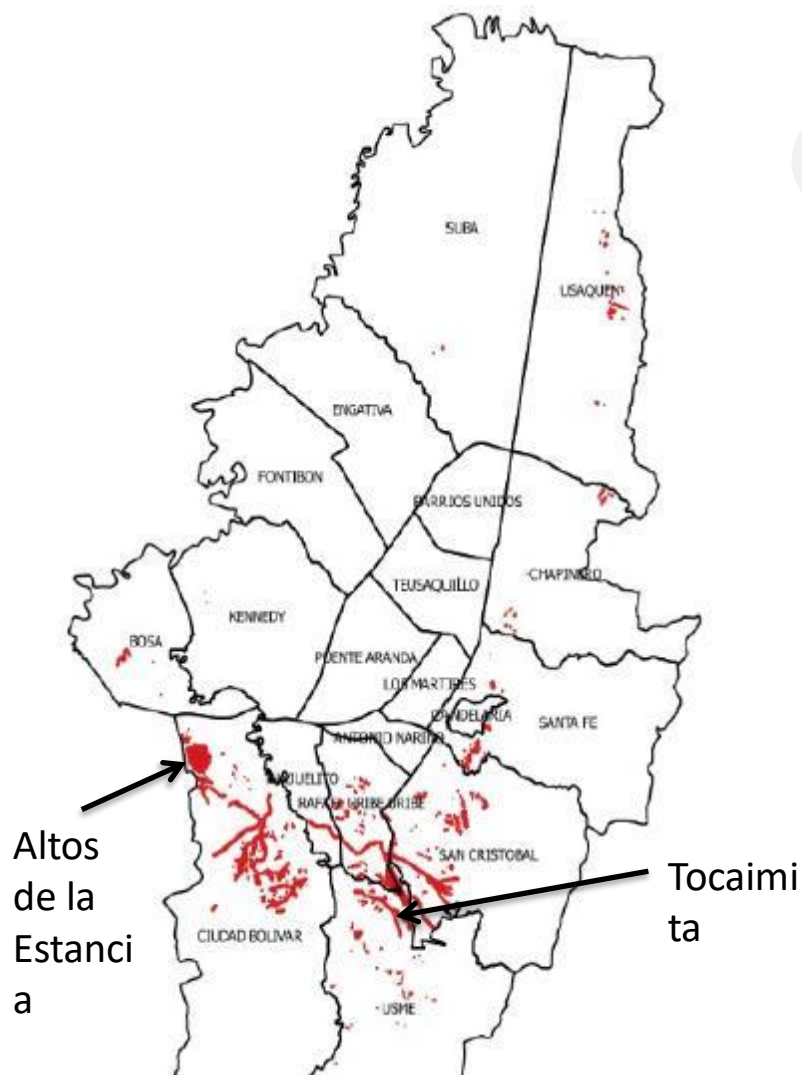 SUBA
USAQUEN
ENGATIVA
FONTIBON
BARRIOS UNIDOS
CHAPINERO
TEUSAQUILLO
KENNEDY
BOSA
PUENTE ARANDA
LOS MARTIRES
CANDELARIA
SANTA FE
ANTONIO NARIÑO
RAFAEL URIBE URIBE
SAN CRISTOBAL
Altos
de la
Estanci
a
Tocaimi
ta
CIUDAD BOLIVAR
USME